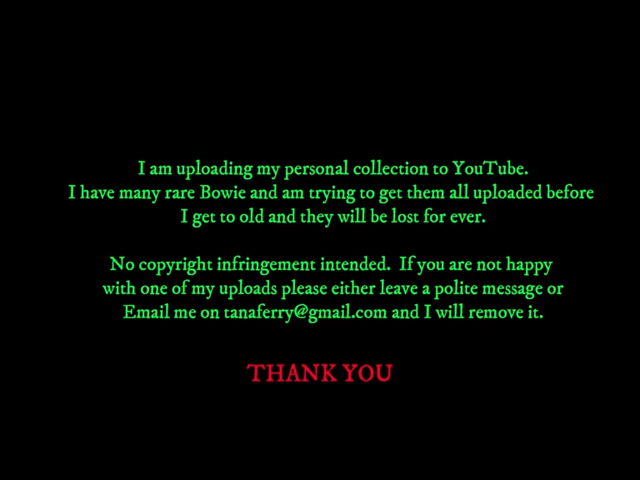 I am uploading my personal collection to YouTube.
I have many rare Bowie and am trying to get them all uploaded before
I get to old and they will be lost for ever.
No copyright infringement intended.  If you are not happy
with one of my uploads please either leave a polite message or
Email me on tanaferry@gmail.com and I will remove it.
THANK YOU